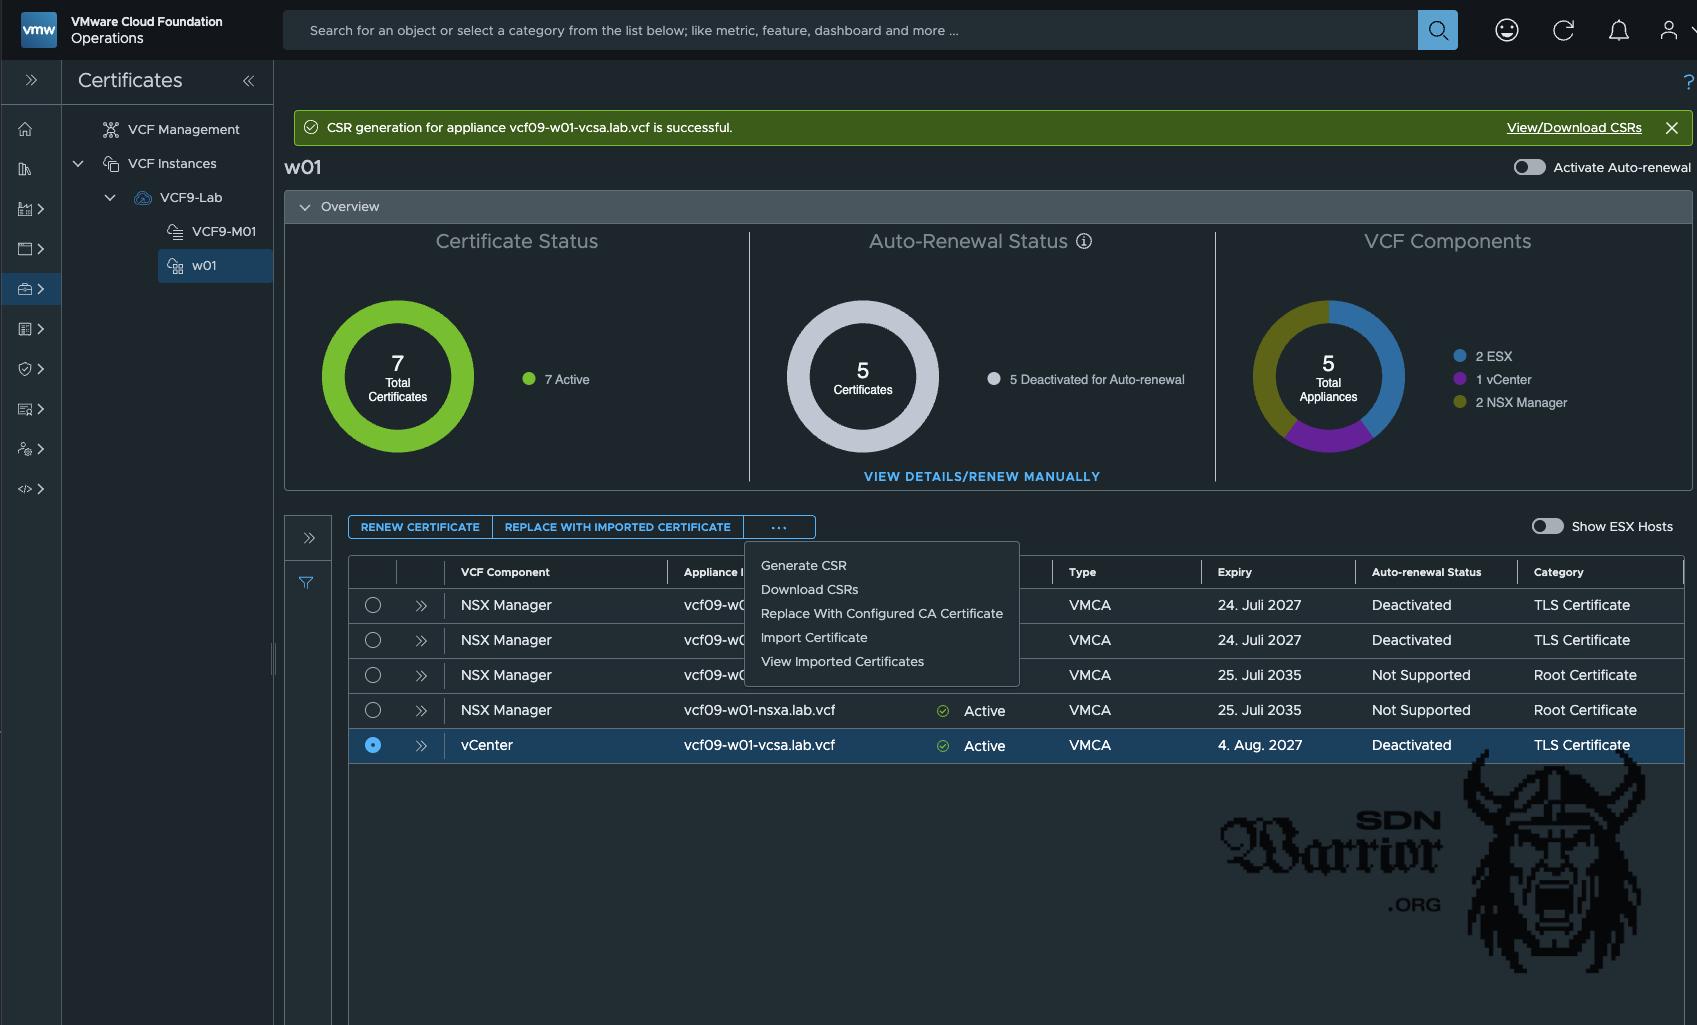 vmw
VMware Cloud Foundation
Operations
Search for an object or select a category from the list below; like metric, feature, dashboard and more ...
Certificates
?
VCF Management
VCF Instances
VCF9-Lab
VCF9-M01
w01
CSR generation for appliance vcf09-w01-vcsa.lab.vcf is successful.
View/Download CSRs
w01
Activate Auto-renewal
Overview
Certificate Status
7
Total
Certificates
7 Active
Auto-Renewal Status
5
Certificates
5 Deactivated for Auto-renewal
VIEW DETAILS/RENEW MANUALLY
VCF Components
5
Total
Appliances
2 ESX
1 vCenter
2 NSX Manager
RENEW CERTIFICATE REPLACE WITH IMPORTED CERTIFICATE ...
Show ESX Hosts
Generate CSR
Download CSRs
Replace With Configured CA Certificate
Import Certificate
View Imported Certificates
VCF Component Appliance Type Expiry Auto-renewal Status Category
NSX Manager vcf09-w0 VMCA 24. Juli 2027 Deactivated TLS Certificate
NSX Manager vcf09-w0 VMCA 24. Juli 2027 Deactivated TLS Certificate
NSX Manager vcf09-w0 VMCA 25. Juli 2035 Not Supported Root Certificate
NSX Manager vcf09-w01-nsxa.lab.vcf Active VMCA 25. Juli 2035 Not Supported Root Certificate
vCenter vcf09-w01-vcsa.lab.vcf Active VMCA 4. Aug. 2027 Deactivated TLS Certificate
SDN
Warrior
.ORG